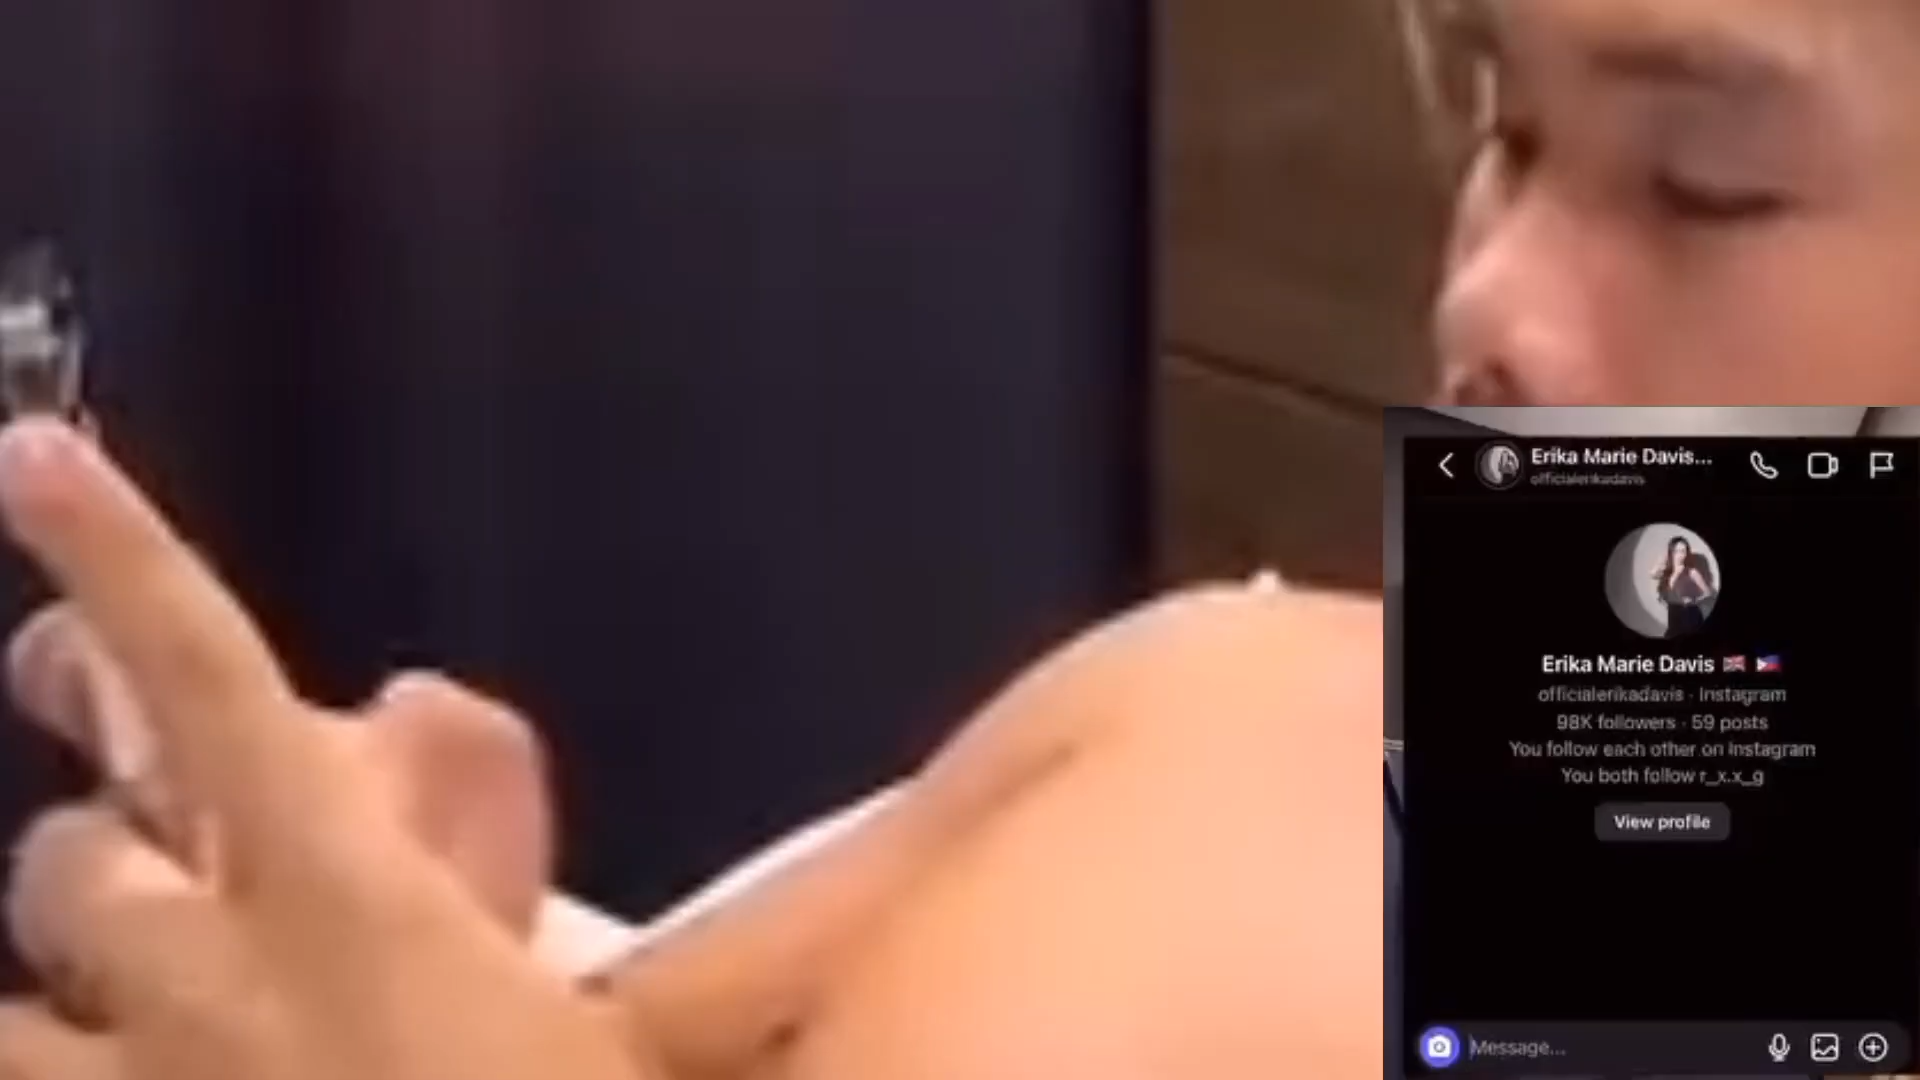 Erika Marie Davis...
officialerikadavis
Erika Marie Davis 🇬🇧 🇵🇭
officialerikadavis · Instagram
98K followers · 59 posts
You follow each other on Instagram
You both follow r_x.x_g
View profile
Message...